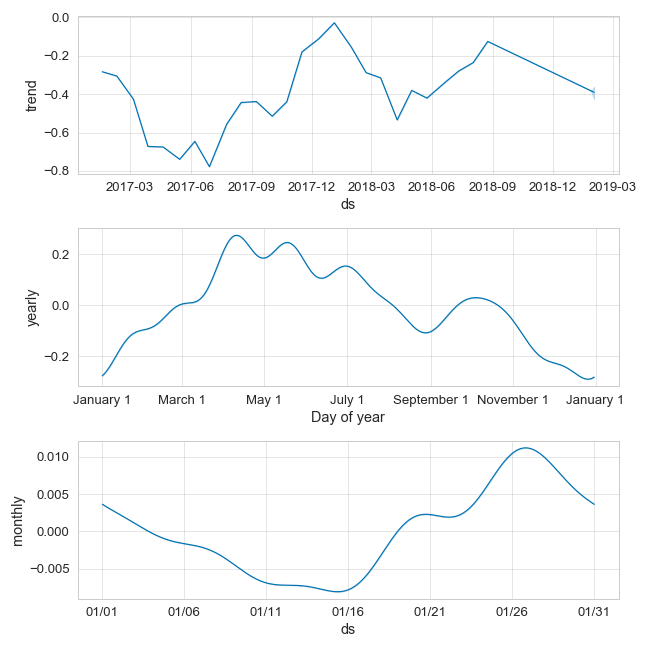 0.0
−0.2
−0.4
−0.6
−0.8
trend
2017-03 2017-06 2017-09 2017-12 2018-03 2018-06 2018-09 2018-12 2019-03
ds
0.2
0.0
−0.2
yearly
January 1 March 1 May 1 July 1 September 1 November 1 January 1
Day of year
0.010
0.005
0.000
−0.005
monthly
01/01 01/06 01/11 01/16 01/21 01/26 01/31
ds